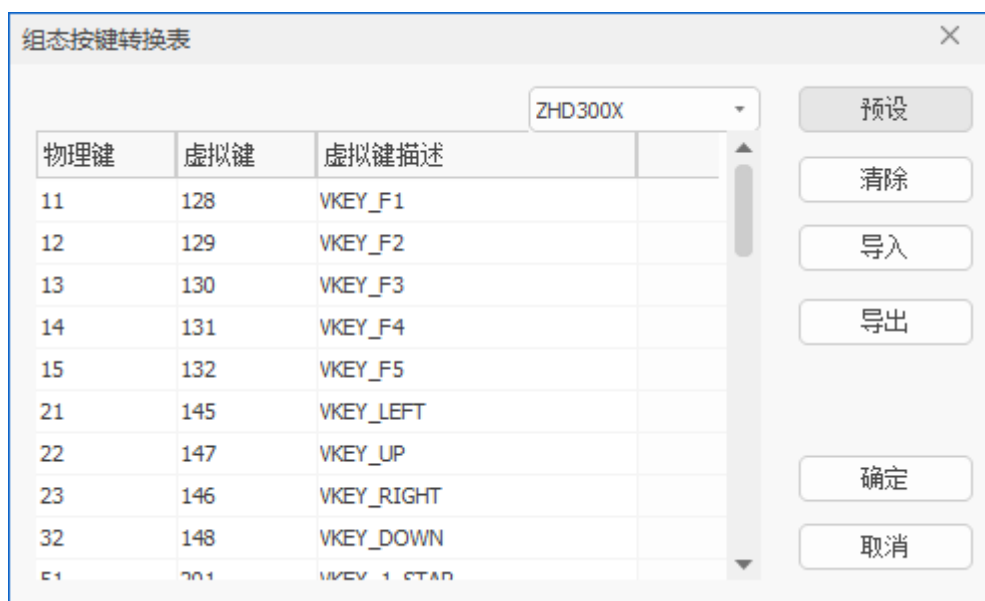 组态按键转换表
ZHD300X
预设
物理键 虚拟键 虚拟键描述
清除
11 128 VKEY_F1
12 129 VKEY_F2
导入
13 130 VKEY_F3
14 131 VKEY_F4
导出
15 132 VKEY_F5
21 145 VKEY_LEFT
22 147 VKEY_UP
23 146 VKEY_RIGHT
确定
32 148 VKEY_DOWN
取消